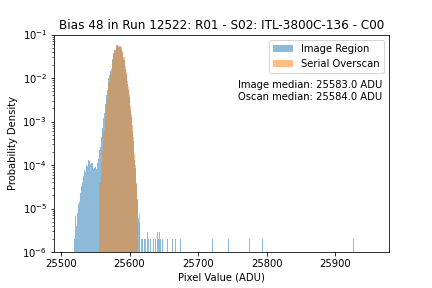 Bias 48 in Run 12522: R01 - S02: ITL-3800C-136 - C00
Image Region
Serial Overscan
Image median: 25583.0 ADU
Oscan median: 25584.0 ADU
Probability Density
10⁻¹
10⁻²
10⁻³
10⁻⁴
10⁻⁵
10⁻⁶
25500 25600 25700 25800 25900
Pixel Value (ADU)